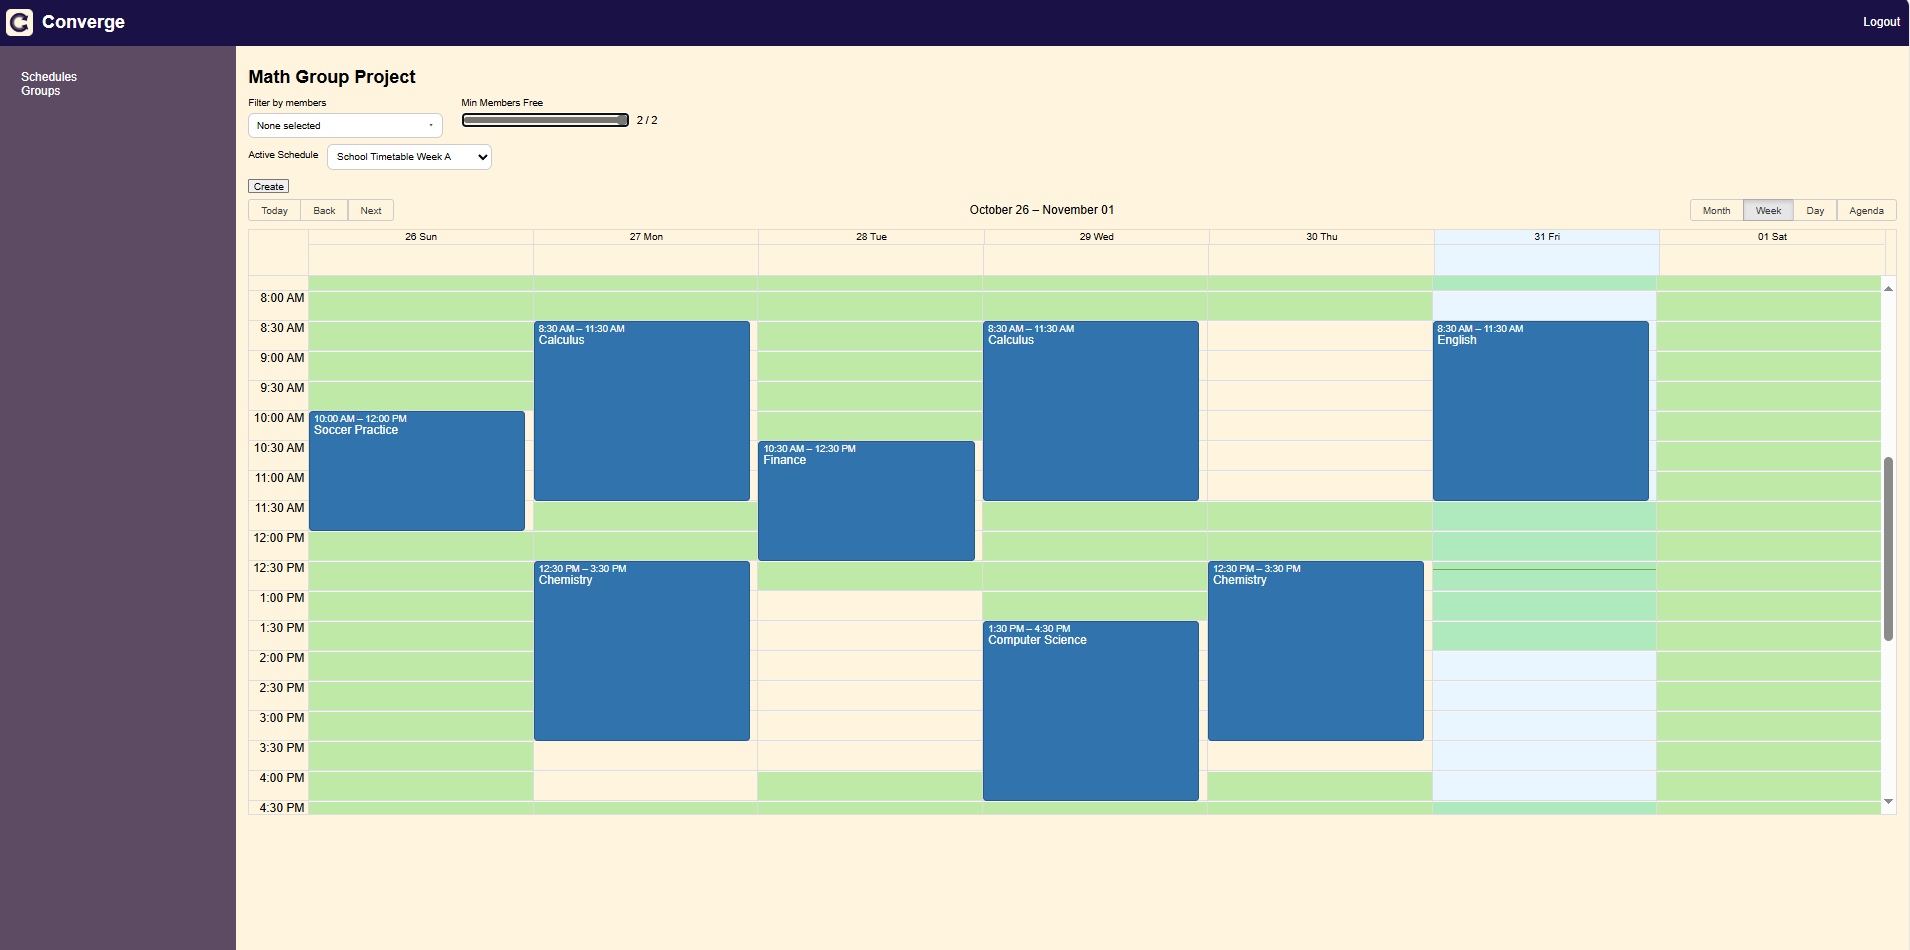 Converge
Logout
Schedules
Groups
Math Group Project
Filter by members
Min Members Free
None selected
2 / 2
Active Schedule
School Timetable Week A
Create
Today
Back
Next
October 26 – November 01
Month
Week
Day
Agenda
26 Sun
27 Mon
28 Tue
29 Wed
30 Thu
31 Fri
01 Sat
8:00 AM
8:30 AM
9:00 AM
9:30 AM
10:00 AM
10:30 AM
11:00 AM
11:30 AM
12:00 PM
12:30 PM
1:00 PM
1:30 PM
2:00 PM
2:30 PM
3:00 PM
3:30 PM
4:00 PM
4:30 PM
10:00 AM – 12:00 PM
Soccer Practice
8:30 AM – 11:30 AM
Calculus
12:30 PM – 3:30 PM
Chemistry
10:30 AM – 12:30 PM
Finance
8:30 AM – 11:30 AM
Calculus
1:30 PM – 4:30 PM
Computer Science
12:30 PM – 3:30 PM
Chemistry
8:30 AM – 11:30 AM
English